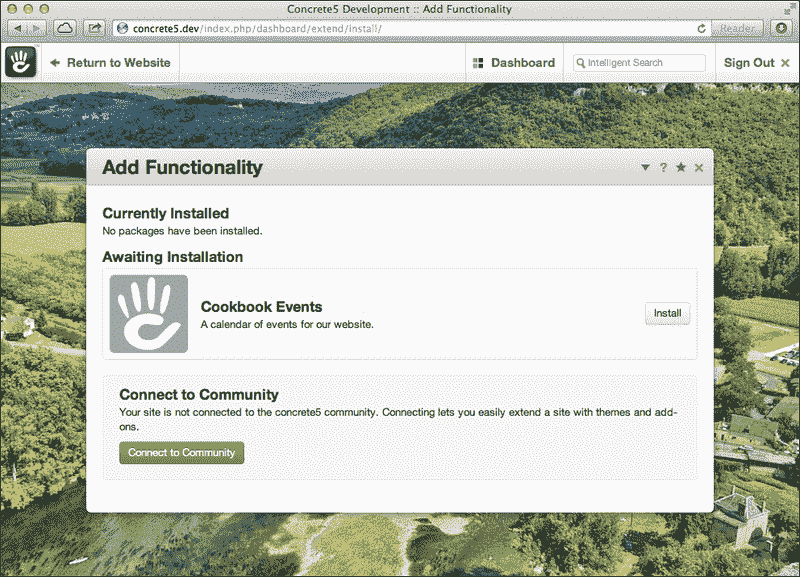 Concrete5 Development :: Add Functionality
concrete5.dev/index.php/dashboard/extend/install/
Reader
Return to Website
Dashboard
Intelligent Search
Sign Out ×
Add Functionality
?
×
Currently Installed
No packages have been installed.
Awaiting Installation
Cookbook Events
A calendar of events for our website.
Install
Connect to Community
Your site is not connected to the concrete5 community. Connecting lets you easily extend a site with themes and add-
ons.
Connect to Community